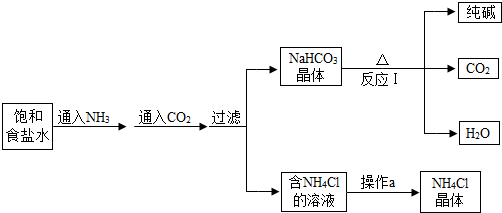 饱和
食盐水
通入NH₃
通入CO₂
过滤
NaHCO₃
晶体
△
反应Ⅰ
纯碱
CO₂
H₂O
含NH₄Cl
的溶液
操作a
NH₄Cl
晶体